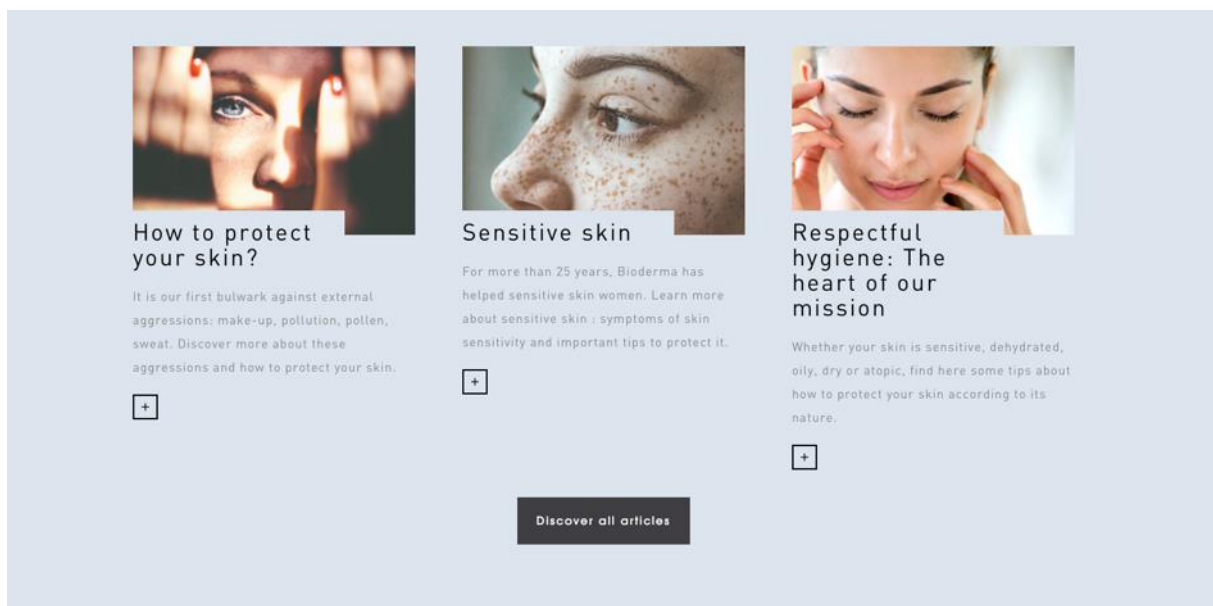 How to protect
your skin?
It is our first bulwark against external
aggressions: make-up, pollution, pollen,
sweat. Discover more about these
aggressions and how to protect your skin.
+
Sensitive skin
For more than 25 years, Bioderma has
helped sensitive skin women. Learn more
about sensitive skin : symptoms of skin
sensitivity and important tips to protect it.
+
Respectful
hygiene: The
heart of our
mission
Whether your skin is sensitive, dehydrated,
oily, dry or atopic, find here some tips about
how to protect your skin according to its
nature.
+
Discover all articles